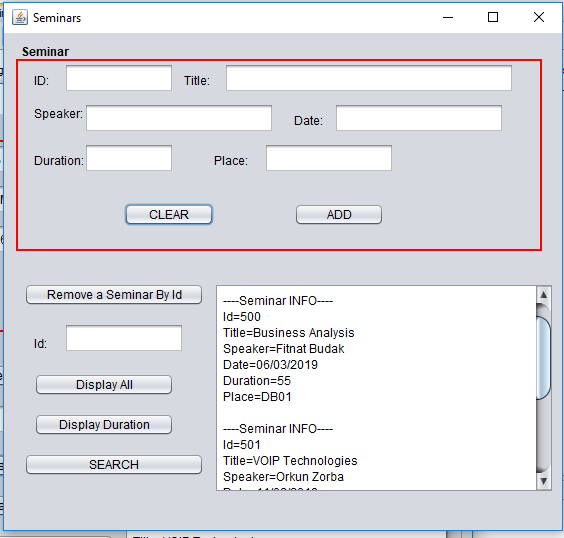 Seminars
Seminar
ID: Title:
Speaker: Date:
Duration: Place:
CLEAR ADD
Remove a Seminar By Id
Id:
Display All
Display Duration
SEARCH
----Seminar INFO----
Id=500
Title=Business Analysis
Speaker=Fitnat Budak
Date=06/03/2019
Duration=55
Place=DB01
----Seminar INFO----
Id=501
Title=VOIP Technologies
Speaker=Orkun Zorba